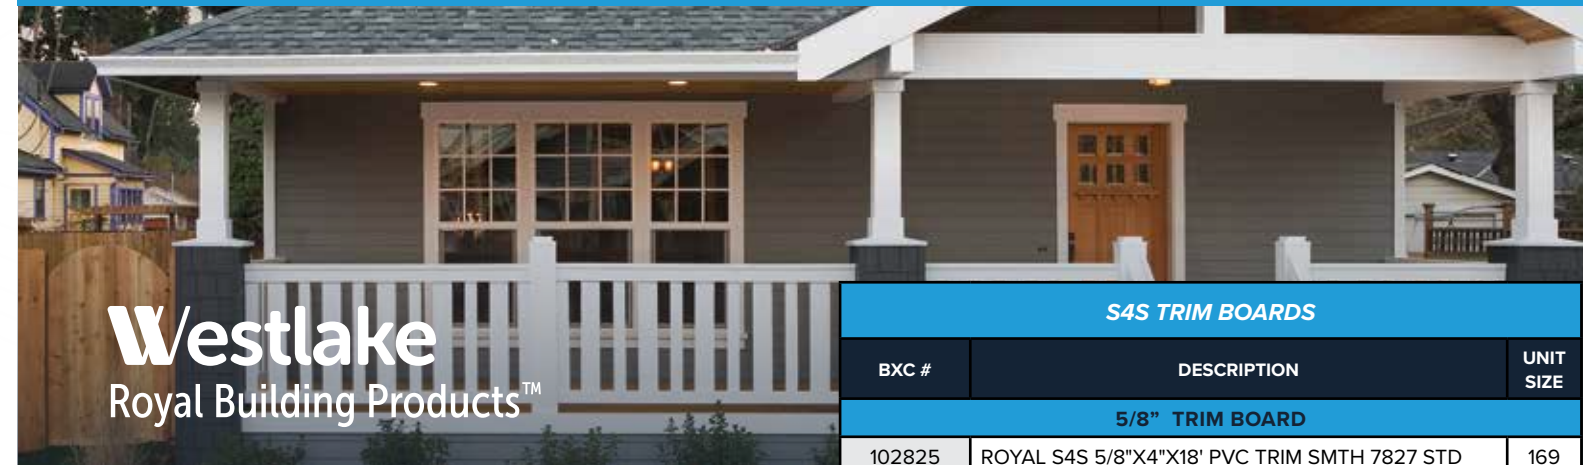 Westlake
Royal Building Products™
S4S TRIM BOARDS
BXC # DESCRIPTION UNIT SIZE
5/8” TRIM BOARD
102825 ROYAL S4S 5/8"X4"X18' PVC TRIM SMTH 7827 STD 169